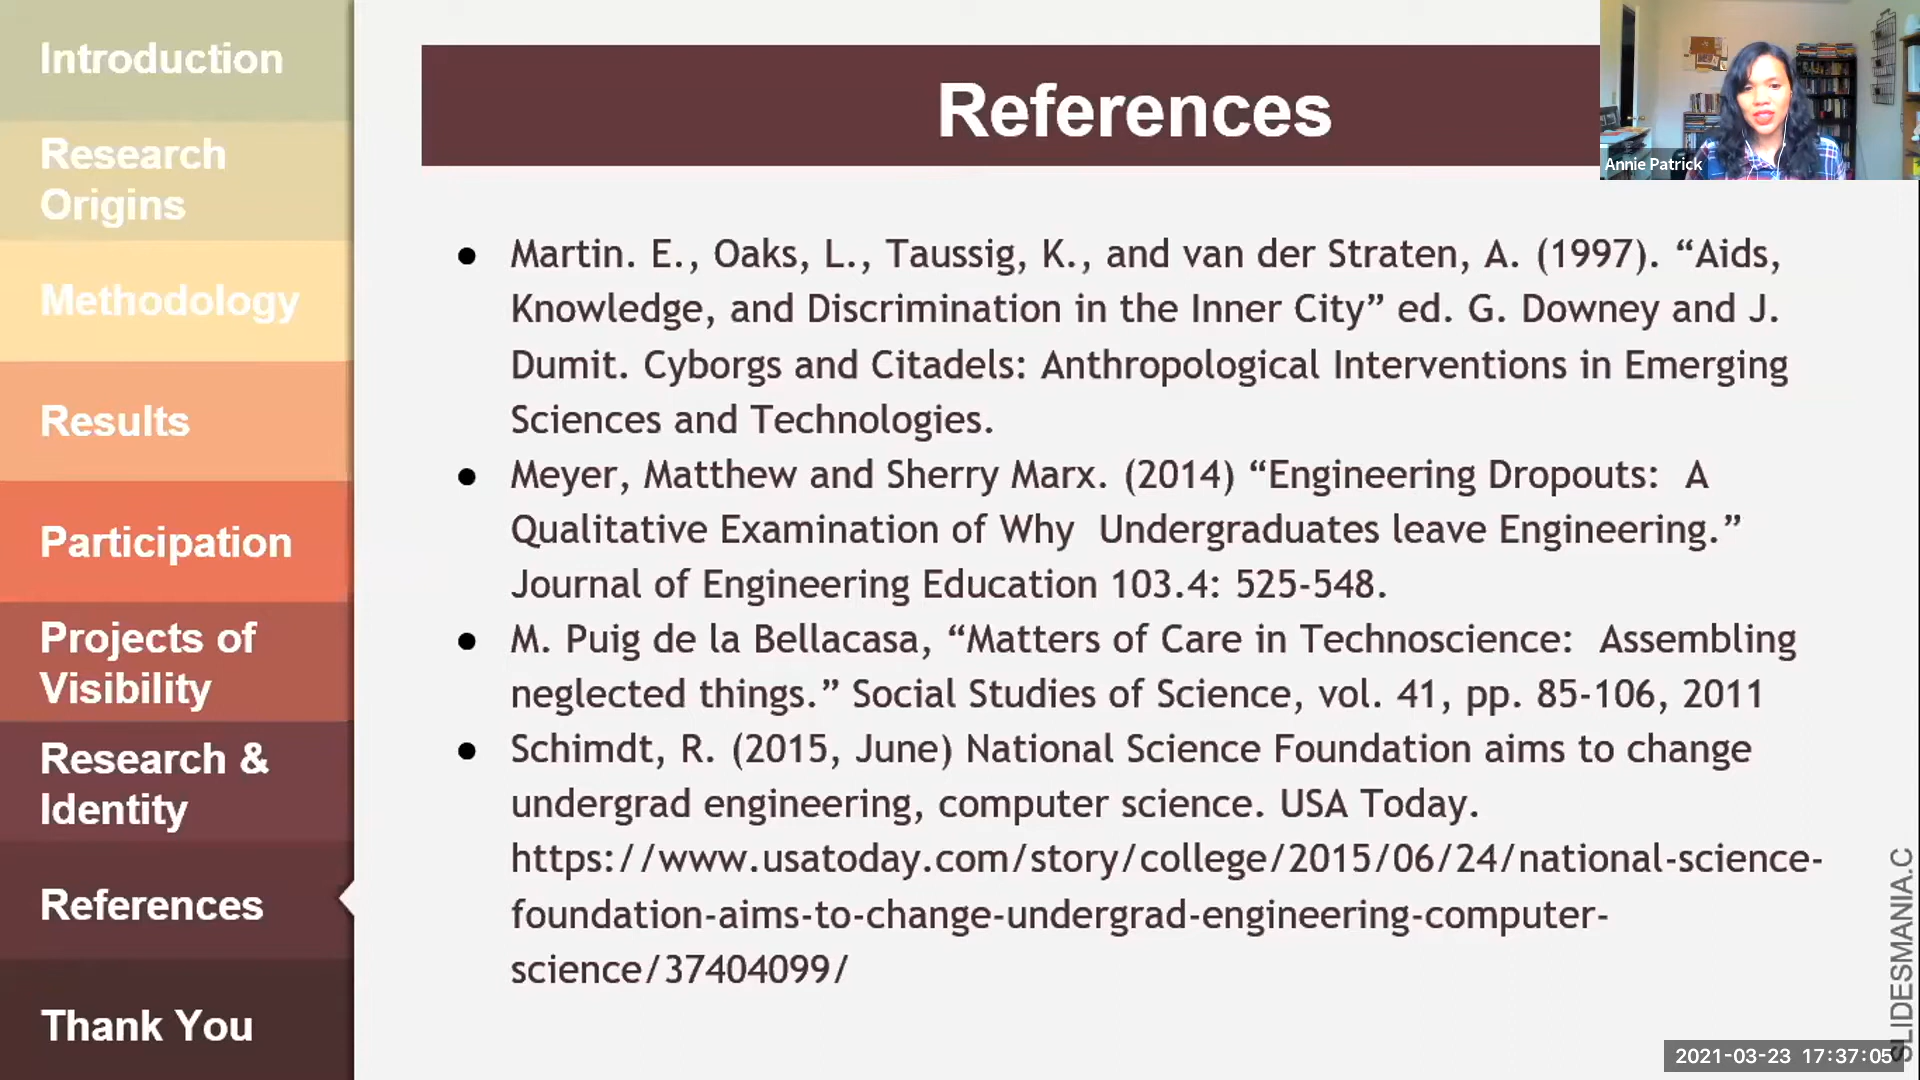 Introduction
Research
Origins
Methodology
Results
Participation
Projects of
Visibility
Research &
Identity
References
Thank You
References
Annie Patrick
● Martin. E., Oaks, L., Taussig, K., and van der Straten, A. (1997). “Aids,
Knowledge, and Discrimination in the Inner City” ed. G. Downey and J.
Dumit. Cyborgs and Citadels: Anthropological Interventions in Emerging
Sciences and Technologies.
● Meyer, Matthew and Sherry Marx. (2014) “Engineering Dropouts:  A
Qualitative Examination of Why  Undergraduates leave Engineering.”
Journal of Engineering Education 103.4: 525-548.
● M. Puig de la Bellacasa, “Matters of Care in Technoscience:  Assembling
neglected things.” Social Studies of Science, vol. 41, pp. 85-106, 2011
● Schimdt, R. (2015, June) National Science Foundation aims to change
undergrad engineering, computer science. USA Today.
https://www.usatoday.com/story/college/2015/06/24/national-science-
foundation-aims-to-change-undergrad-engineering-computer-
science/37404099/
SLIDESMANIA.C
2021-03-23 17:37:05